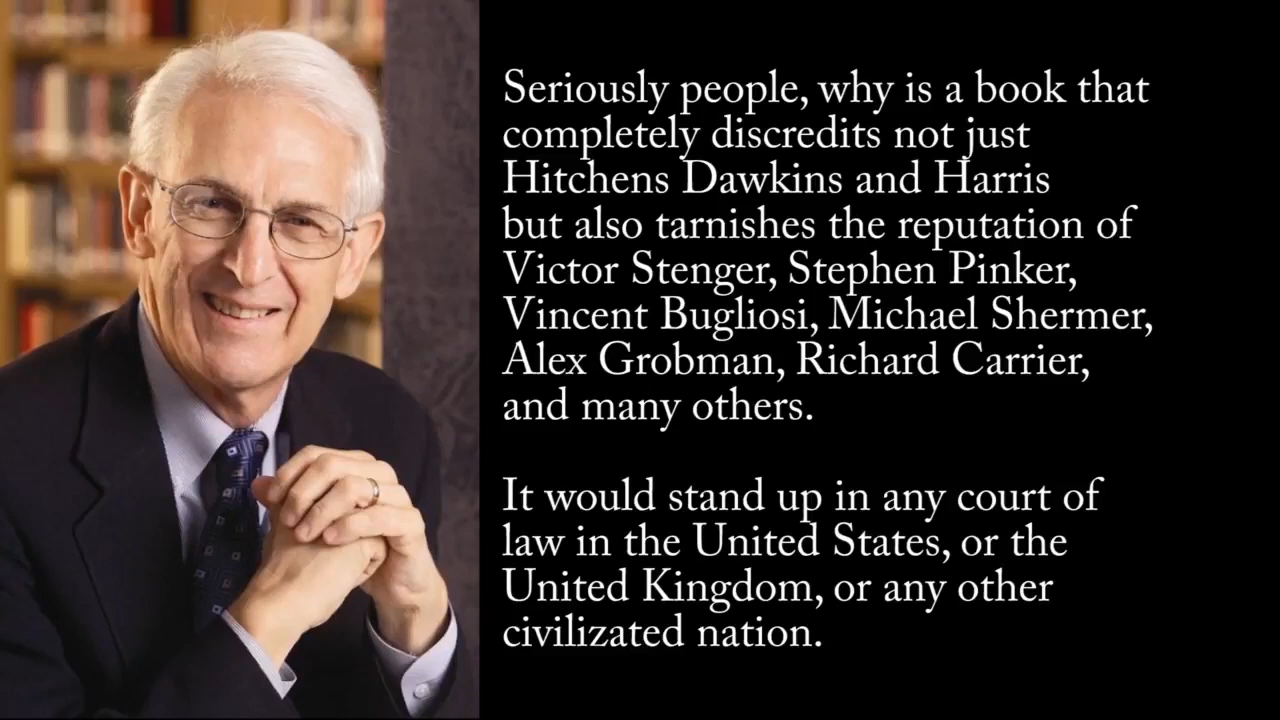 Seriously people, why is a book that
completely discredits not just
Hitchens Dawkins and Harris
but also tarnishes the reputation of
Victor Stenger, Stephen Pinker,
Vincent Bugliosi, Michael Shermer,
Alex Grobman, Richard Carrier,
and many others.
It would stand up in any court of
law in the United States, or the
United Kingdom, or any other
civilizated nation.